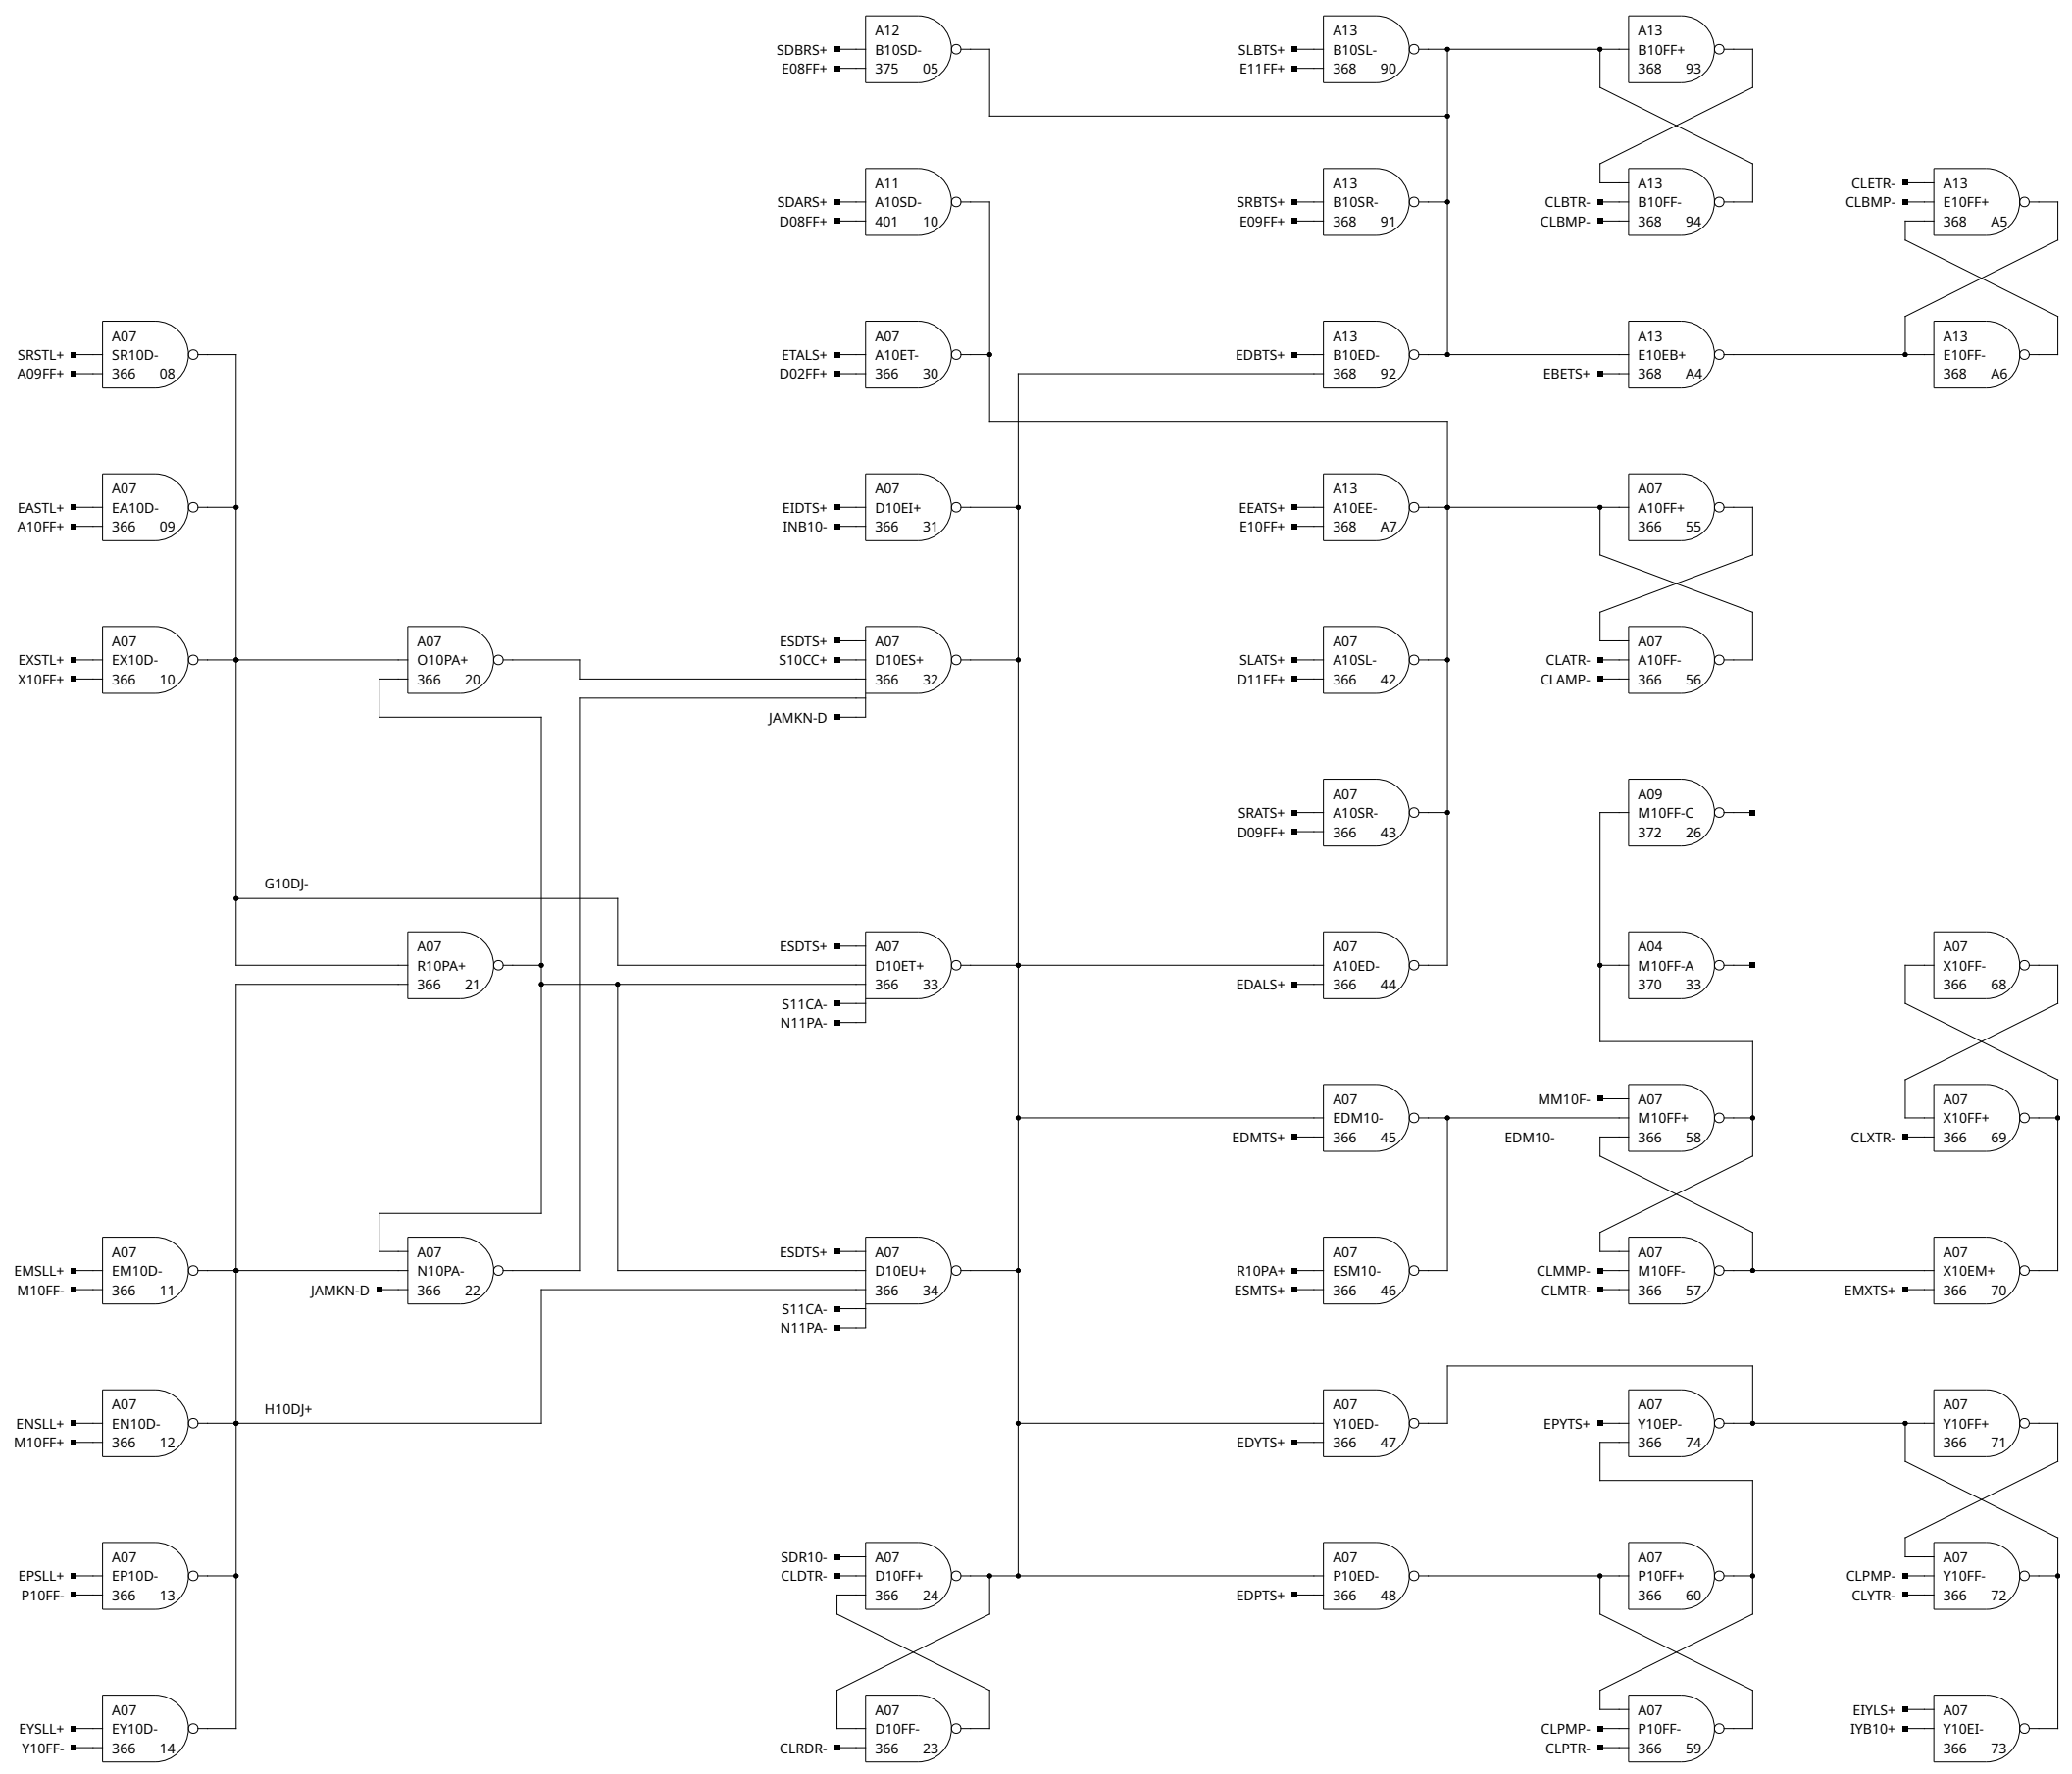 SDBRS+
E08FF+
A12
B10SD-
375 05
SLBTS+
E11FF+
A13
B10SL-
368 90
A13
B10FF+
368 93
SDARS+
D08FF+
A11
A10SD-
401 10
SRBTS+
E09FF+
A13
B10SR-
368 91
CLBTR-
CLBMP-
A13
B10FF-
368 94
CLETR-
CLBMP-
A13
E10FF+
368 A5
SRSTL+
A09FF+
A07
SR10D-
366 08
ETALS+
D02FF+
A07
A10ET-
366 30
EDBTS+
A13
B10ED-
368 92
EBETS+
A13
E10EB+
368 A4
A13
E10FF-
368 A6
EASTL+
A10FF+
A07
EA10D-
366 09
EIDTS+
INB10-
A07
D10EI+
366 31
EEATS+
E10FF+
A13
A10EE-
368 A7
A07
A10FF+
366 55
EXSTL+
X10FF+
A07
EX10D-
366 10
A07
O10PA+
366 20
ESDTS+
S10CC+
JAMKN-D
A07
D10ES+
366 32
SLATS+
D11FF+
A07
A10SL-
366 42
CLATR-
CLAMP-
A07
A10FF-
366 56
SRATS+
D09FF+
A07
A10SR-
366 43
A09
M10FF-C
372 26
G10DJ-
A07
R10PA+
366 21
ESDTS+
S11CA-
N11PA-
A07
D10ET+
366 33
EDALS+
A07
A10ED-
366 44
A04
M10FF-A
370 33
A07
X10FF-
366 68
EDMTS+
A07
EDM10-
366 45
EDM10-
MM10F-
A07
M10FF+
366 58
CLXTR-
A07
X10FF+
366 69
EMSLL+
M10FF-
A07
EM10D-
366 11
JAMKN-D
A07
N10PA-
366 22
ESDTS+
S11CA-
N11PA-
A07
D10EU+
366 34
R10PA+
ESMTS+
A07
ESM10-
366 46
CLMMP-
CLMTR-
A07
M10FF-
366 57
EMXTS+
A07
X10EM+
366 70
ENSLL+
M10FF+
A07
EN10D-
366 12
H10DJ+
EDYTS+
A07
Y10ED-
366 47
EPYTS+
A07
Y10EP-
366 74
A07
Y10FF+
366 71
EPSLL+
P10FF-
A07
EP10D-
366 13
SDR10-
CLDTR-
A07
D10FF+
366 24
EDPTS+
A07
P10ED-
366 48
A07
P10FF+
366 60
CLPMP-
CLYTR-
A07
Y10FF-
366 72
EYSLL+
Y10FF-
A07
EY10D-
366 14
CLRDR-
A07
D10FF-
366 23
CLPMP-
CLPTR-
A07
P10FF-
366 59
EIYLS+
IYB10+
A07
Y10EI-
366 73